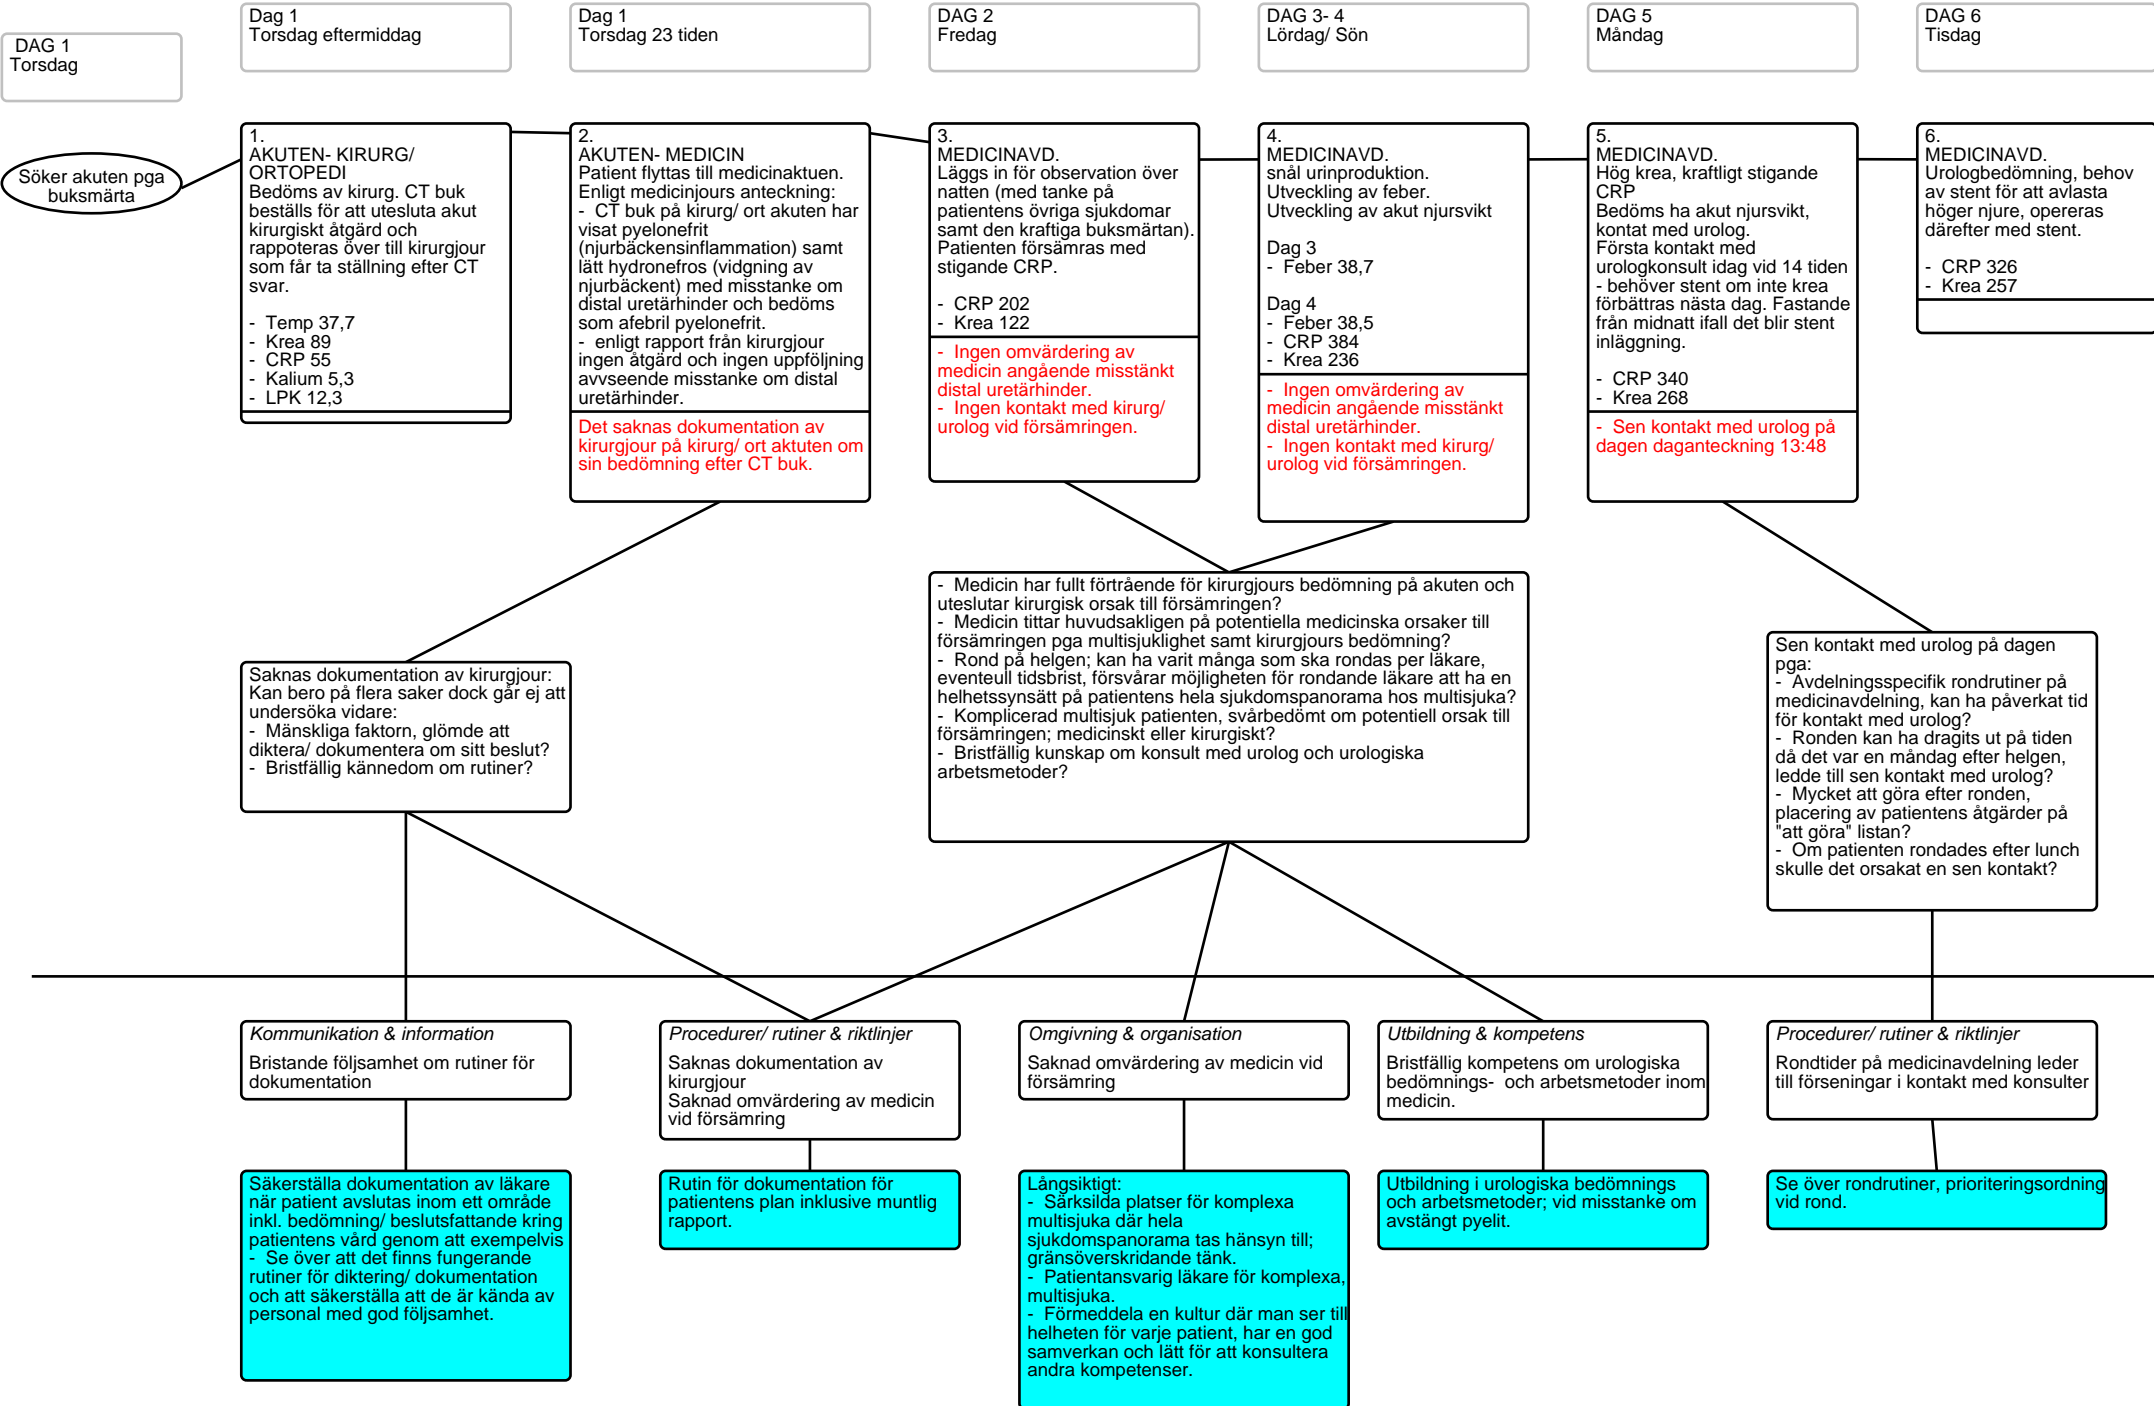 DAG 1
Torsdag
Dag 1
Torsdag eftermiddag
Dag 1
Torsdag 23 tiden
DAG 2
Fredag
DAG 3- 4
Lördag/ Sön
DAG 5
Måndag
DAG 6
Tisdag
Söker akuten pga
buksmärta
1.
AKUTEN- KIRURG/
ORTOPEDI
Bedöms av kirurg. CT buk
beställs för att utesluta akut
kirurgiskt åtgärd och
rappoteras över till kirurgjour
som får ta ställning efter CT
svar.
- Temp 37,7
- Krea 89
- CRP 55
- Kalium 5,3
- LPK 12,3
2.
AKUTEN- MEDICIN
Patient flyttas till medicinaktuen.
Enligt medicinjours anteckning:
- CT buk på kirurg/ ort akuten har
visat pyelonefrit
(njurbäckensinflammation) samt
lätt hydronefros (vidgning av
njurbäckent) med misstanke om
distal uretärhinder och bedöms
som afebril pyelonefrit.
- enligt rapport från kirurgjour
ingen åtgärd och ingen uppföljning
avvseende misstanke om distal
uretärhinder.
Det saknas dokumentation av
kirurgjour på kirurg/ ort aktuten om
sin bedömning efter CT buk.
3.
MEDICINAVD.
Läggs in för observation över
natten (med tanke på
patientens övriga sjukdomar
samt den kraftiga buksmärtan).
Patienten försämras med
stigande CRP.
- CRP 202
- Krea 122
- Ingen omvärdering av
medicin angående misstänkt
distal uretärhinder.
- Ingen kontakt med kirurg/
urolog vid försämringen.
4.
MEDICINAVD.
snål urinproduktion.
Utveckling av feber.
Utveckling av akut njursvikt
Dag 3
- Feber 38,7
Dag 4
- Feber 38,5
- CRP 384
- Krea 236
- Ingen omvärdering av
medicin angående misstänkt
distal uretärhinder.
- Ingen kontakt med kirurg/
urolog vid försämringen.
5.
MEDICINAVD.
Hög krea, kraftligt stigande
CRP
Bedöms ha akut njursvikt,
kontat med urolog.
Första kontakt med
urologkonsult idag vid 14 tiden
- behöver stent om inte krea
förbättras nästa dag. Fastande
från midnatt ifall det blir stent
inläggning.
- CRP 340
- Krea 268
- Sen kontakt med urolog på
dagen daganteckning 13:48
6.
MEDICINAVD.
Urologbedömning, behov
av stent för att avlasta
höger njure, opereras
därefter med stent.
- CRP 326
- Krea 257
Saknas dokumentation av kirurgjour:
Kan bero på flera saker dock går ej att
undersöka vidare:
- Mänskliga faktorn, glömde att
diktera/ dokumentera om sitt beslut?
- Bristfällig kännedom om rutiner?
- Medicin har fullt förtrående för kirurgjours bedömning på akuten och
uteslutar kirurgisk orsak till försämringen?
- Medicin tittar huvudsakligen på potentiella medicinska orsaker till
försämringen pga multisjuklighet samt kirurgjours bedömning?
- Rond på helgen; kan ha varit många som ska rondas per läkare,
eventeull tidsbrist, försvårar möjligheten för rondande läkare att ha en
helhetssynsätt på patientens hela sjukdomspanorama hos multisjuka?
- Komplicerad multisjuk patienten, svårbedömt om potentiell orsak till
försämringen; medicinskt eller kirurgiskt?
- Bristfällig kunskap om konsult med urolog och urologiska
arbetsmetoder?
Sen kontakt med urolog på dagen
pga:
- Avdelningsspecifik rondrutiner på
medicinavdelning, kan ha påverkat tid
för kontakt med urolog?
- Ronden kan ha dragits ut på tiden
då det var en måndag efter helgen,
ledde till sen kontakt med urolog?
- Mycket att göra efter ronden,
placering av patientens åtgärder på
"att göra" listan?
- Om patienten rondades efter lunch
skulle det orsakat en sen kontakt?
Kommunikation & information
Bristande följsamhet om rutiner för
dokumentation
Procedurer/ rutiner & riktlinjer
Saknas dokumentation av
kirurgjour
Saknad omvärdering av medicin
vid försämring
Omgivning & organisation
Saknad omvärdering av medicin vid
försämring
Utbildning & kompetens
Bristfällig kompetens om urologiska
bedömnings- och arbetsmetoder inom
medicin.
Procedurer/ rutiner & riktlinjer
Rondtider på medicinavdelning leder
till förseningar i kontakt med konsulter
Säkerställa dokumentation av läkare
när patient avslutas inom ett område
inkl. bedömning/ beslutsfattande kring
patientens vård genom att exempelvis
- Se över att det finns fungerande
rutiner för diktering/ dokumentation
och att säkerställa att de är kända av
personal med god följsamhet.
Rutin för dokumentation för
patientens plan inklusive muntlig
rapport.
Långsiktigt:
- Särksilda platser för komplexa
multisjuka där hela
sjukdomspanorama tas hänsyn till;
gränsöverskridande tänk.
- Patientansvarig läkare för komplexa,
multisjuka.
- Förmeddela en kultur där man ser till
helheten för varje patient, har en god
samverkan och lätt för att konsultera
andra kompetenser.
Utbildning i urologiska bedömnings
och arbetsmetoder; vid misstanke om
avstängt pyelit.
Se över rondrutiner, prioriteringsordning
vid rond.